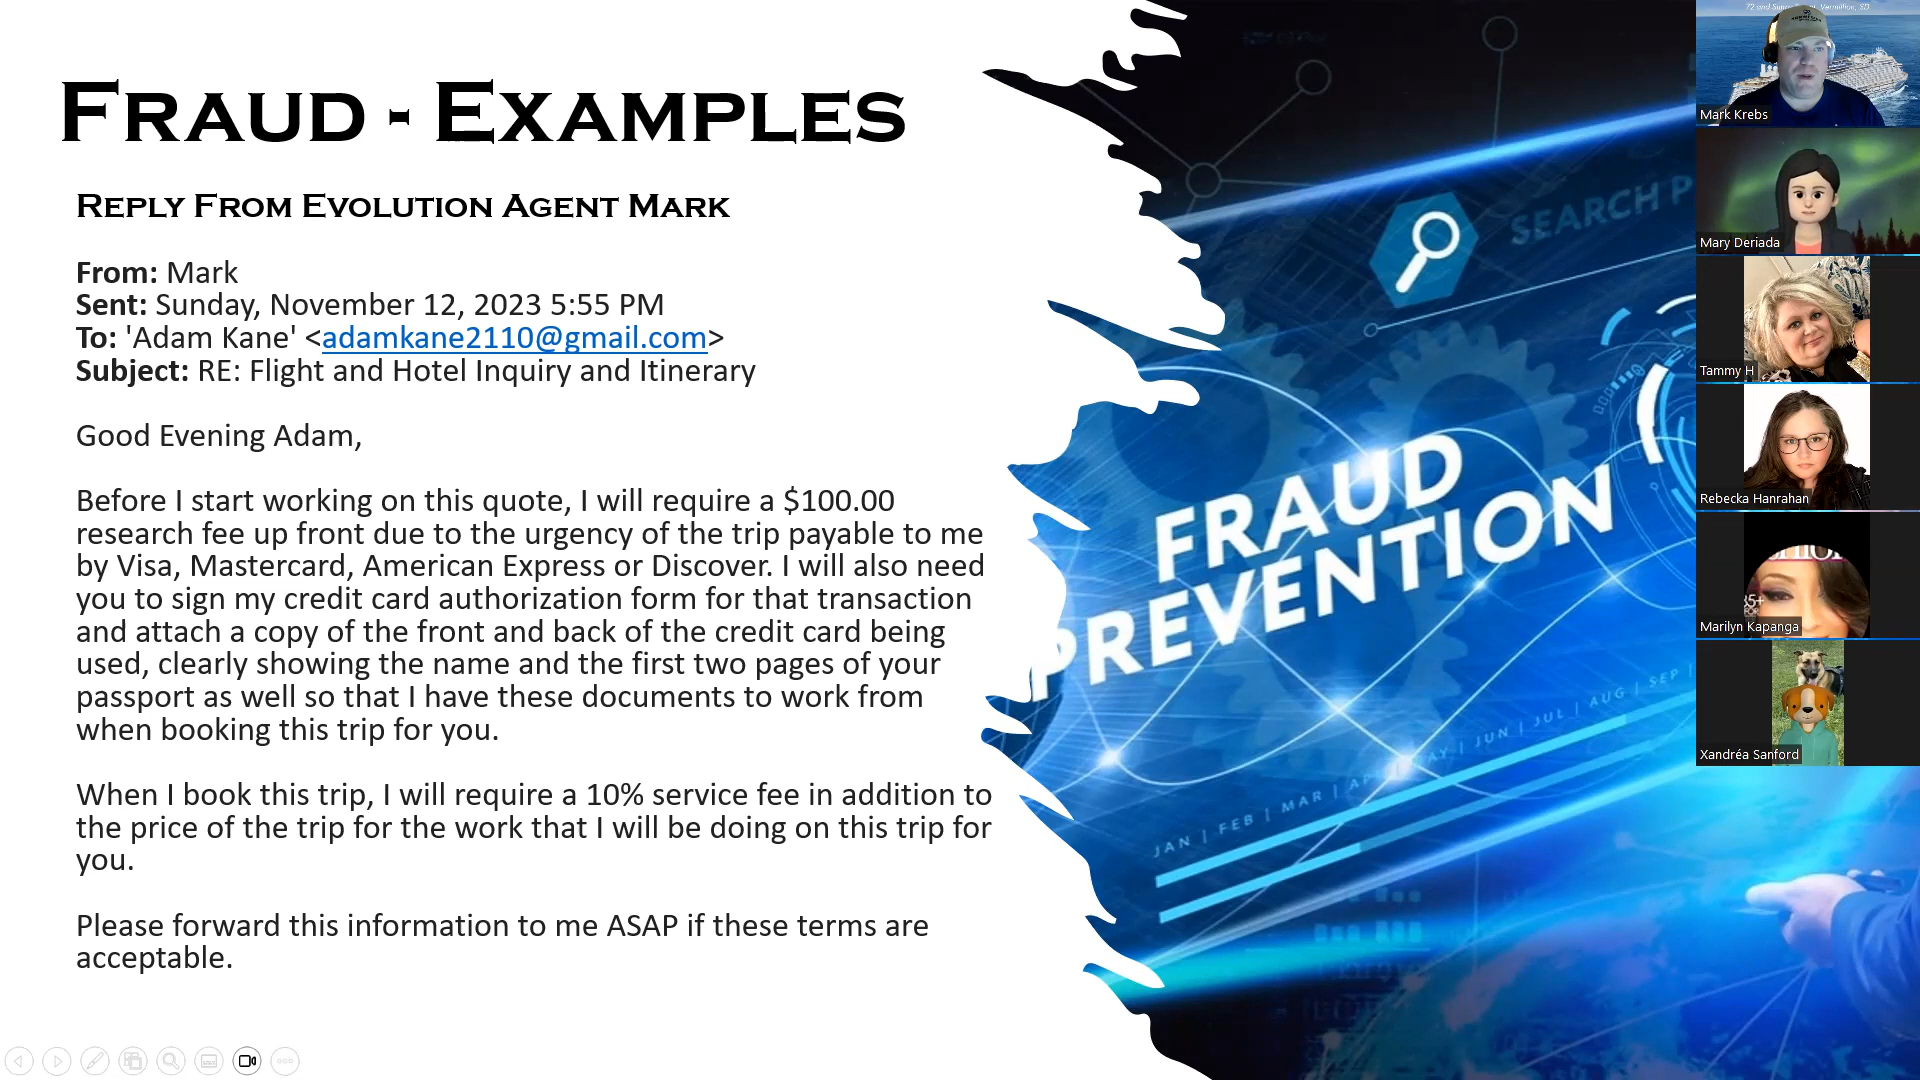 FRAUD - EXAMPLES
REPLY FROM EVOLUTION AGENT MARK
From: Mark
Sent: Sunday, November 12, 2023 5:55 PM
To: 'Adam Kane' <adamkane2110@gmail.com>
Subject: RE: Flight and Hotel Inquiry and Itinerary
Good Evening Adam,
Before I start working on this quote, I will require a $100.00
research fee up front due to the urgency of the trip payable to me
by Visa, Mastercard, American Express or Discover. I will also need
you to sign my credit card authorization form for that transaction
and attach a copy of the front and back of the credit card being
used, clearly showing the name and the first two pages of your
passport as well so that I have these documents to work from
when booking this trip for you.
When I book this trip, I will require a 10% service fee in addition to
the price of the trip for the work that I will be doing on this trip for
you.
Please forward this information to me ASAP if these terms are
acceptable.
SEARCH P
FRAUD
PREVENTION
JAN | FEB | MAR | APR | MAY | JUN | JUL | AUG | SEP |
Mark Krebs
Mary Deriada
Tammy H
Rebecka Hanrahan
35+
Marilyn Kapanga
Xandréa Sanford